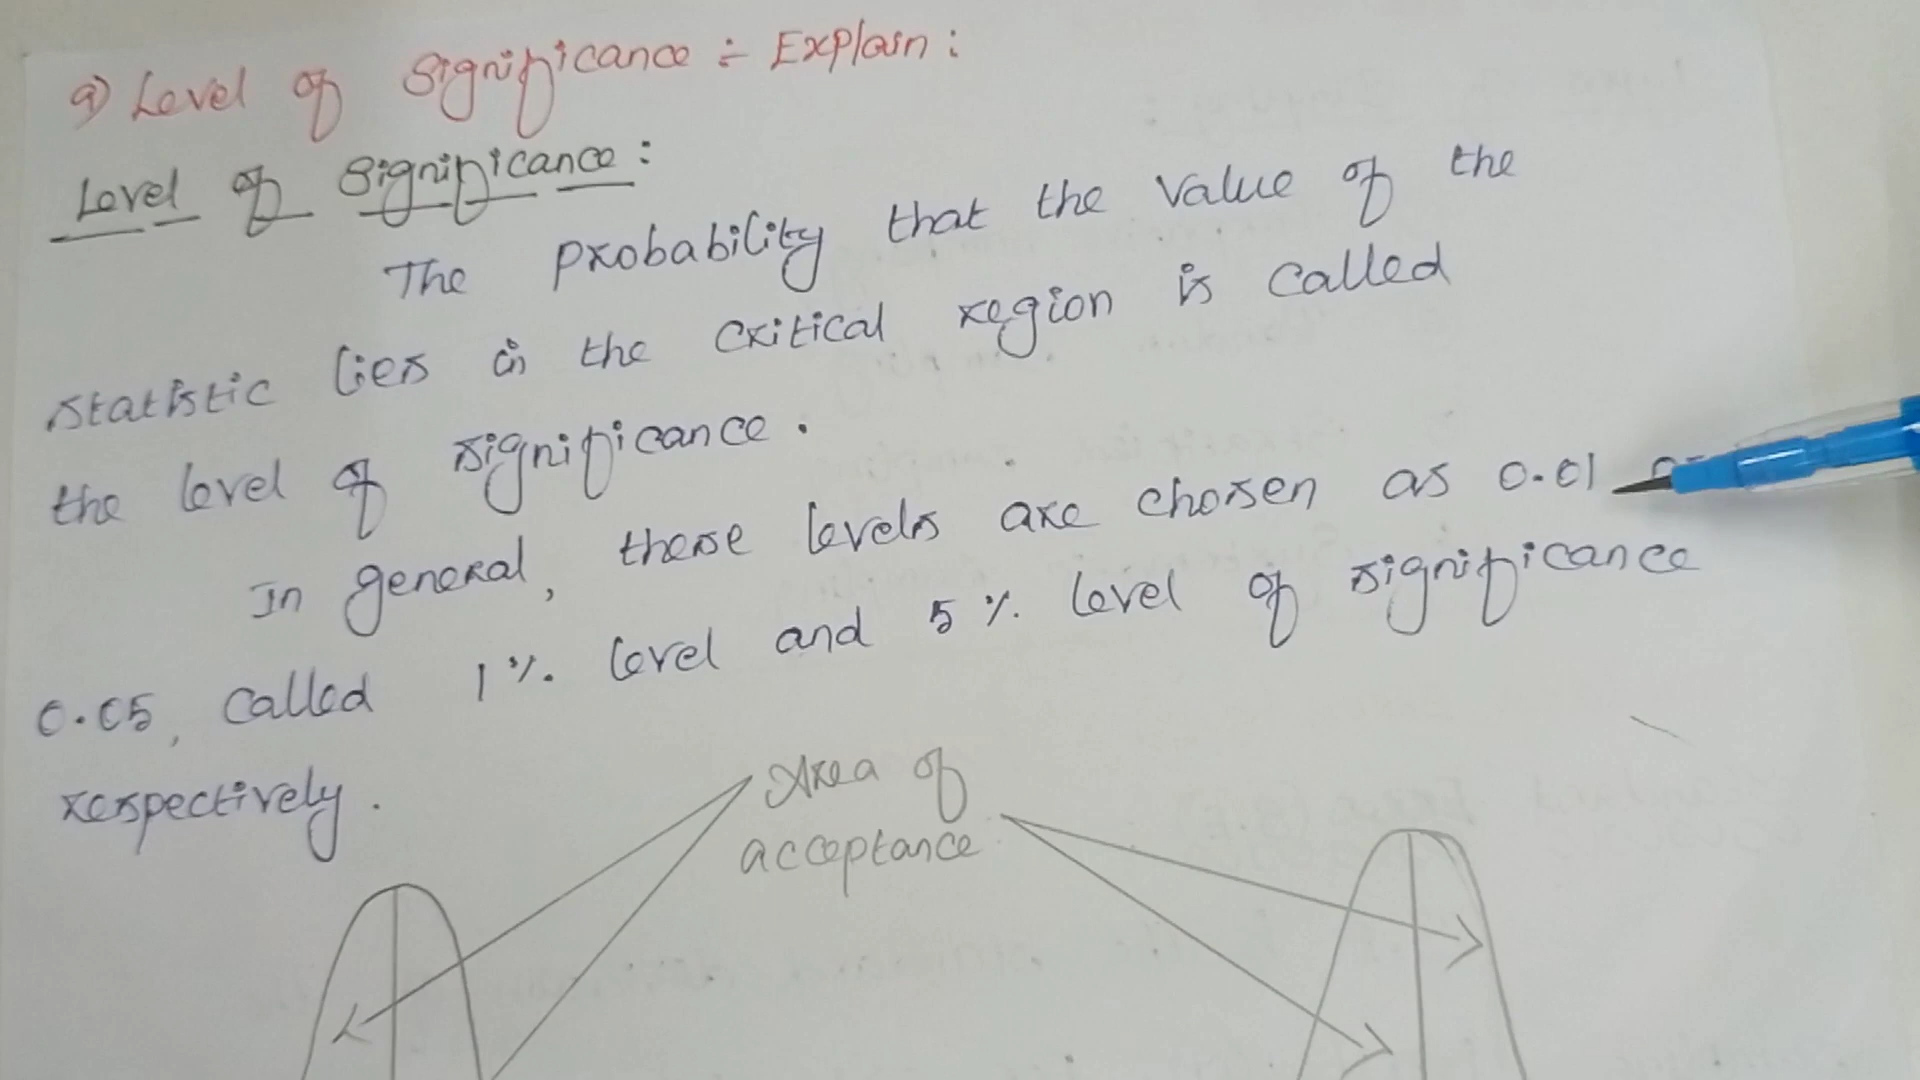 9) Level of Significance ÷ Explain :
Level of Significance :
The probability that the value of the
statistic lies in the critical region is called
the level of significance.
In general, these levels are chosen as 0.01
0.05, called 1%. level and 5%. level of significance
respectively.
Area of
acceptance